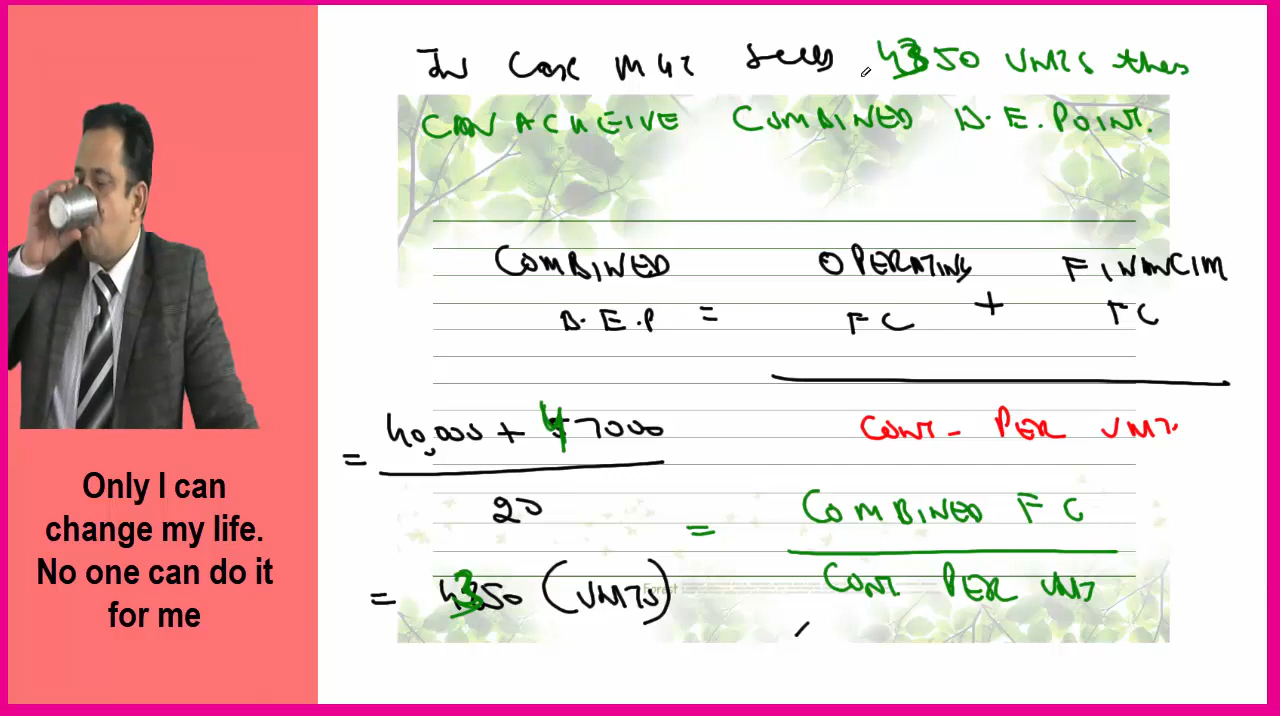 In Case M42 sells 4350 UNITS then
CAN ACHEIVE COMBINED B.E. POINT.
COMBINED OPERATING FINANCIAL
B.E.P = FC + FC
CONT- PER UNIT.
= 40,000 + 47000
20
= COMBINED FC
CONT. PER UNIT
= 4350 (UNITS)
Only I can
change my life.
No one can do it
for me